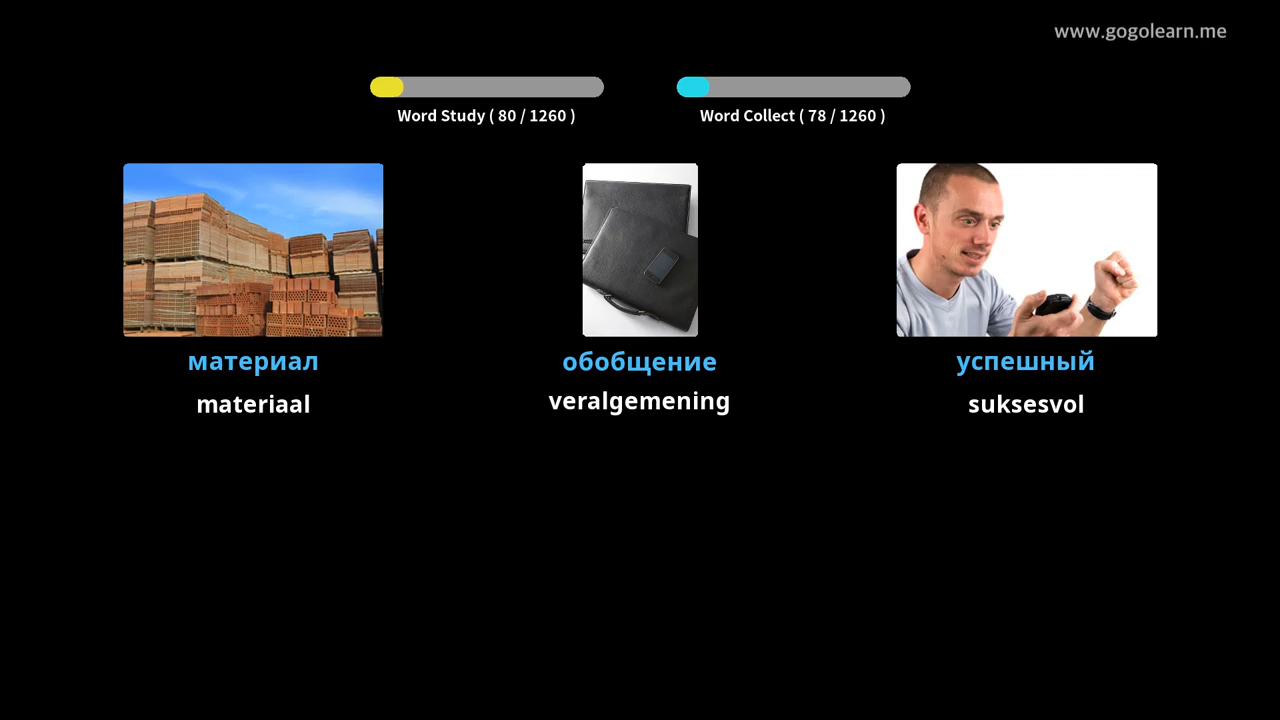 www.gogolearn.me
Word Study ( 80 / 1260 )
Word Collect ( 78 / 1260 )
материал
materiaal
обобщение
veralgemening
успешный
suksesvol